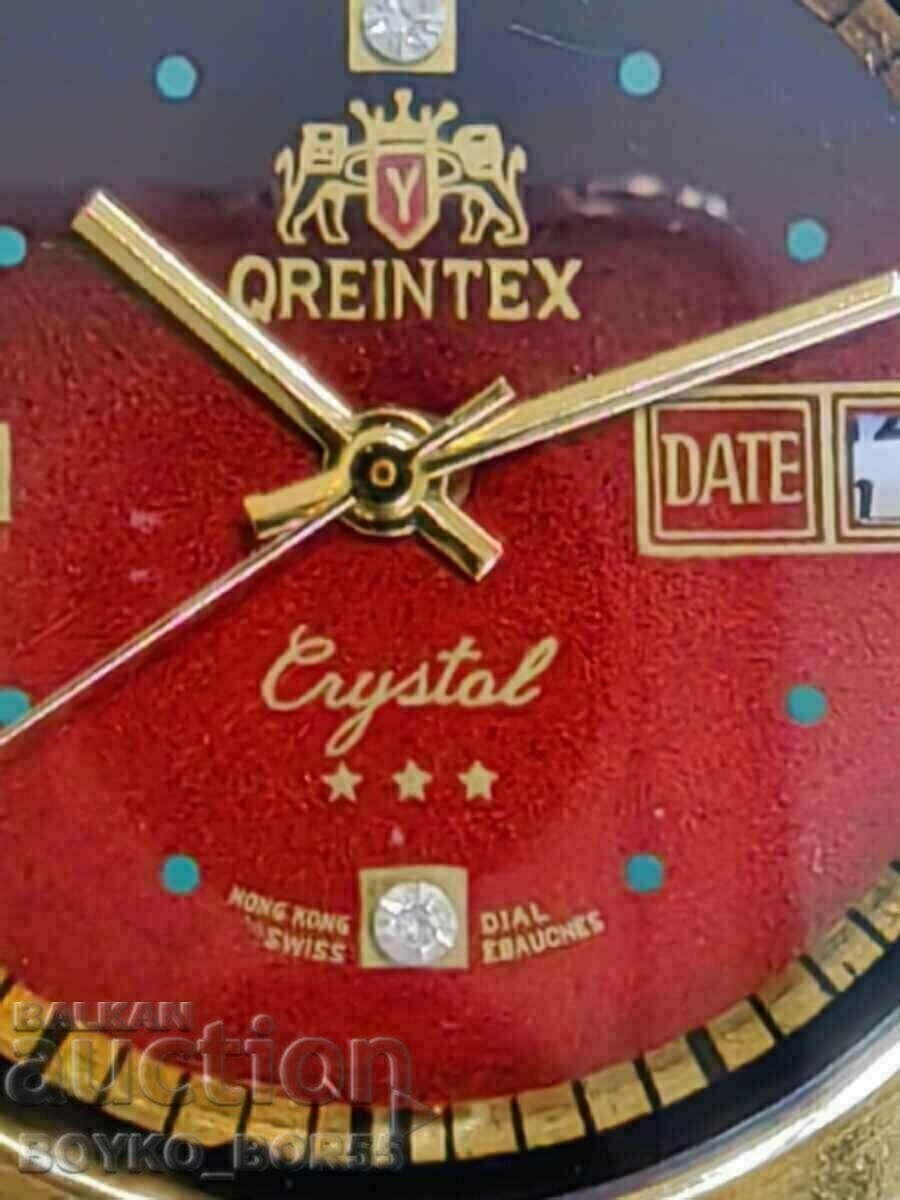 Y
QREINTEX
DATE
Crystal
HONG KONG DIAL
SWISS EBAUCHES
BALKAN
auction
BOYKO_BOR55